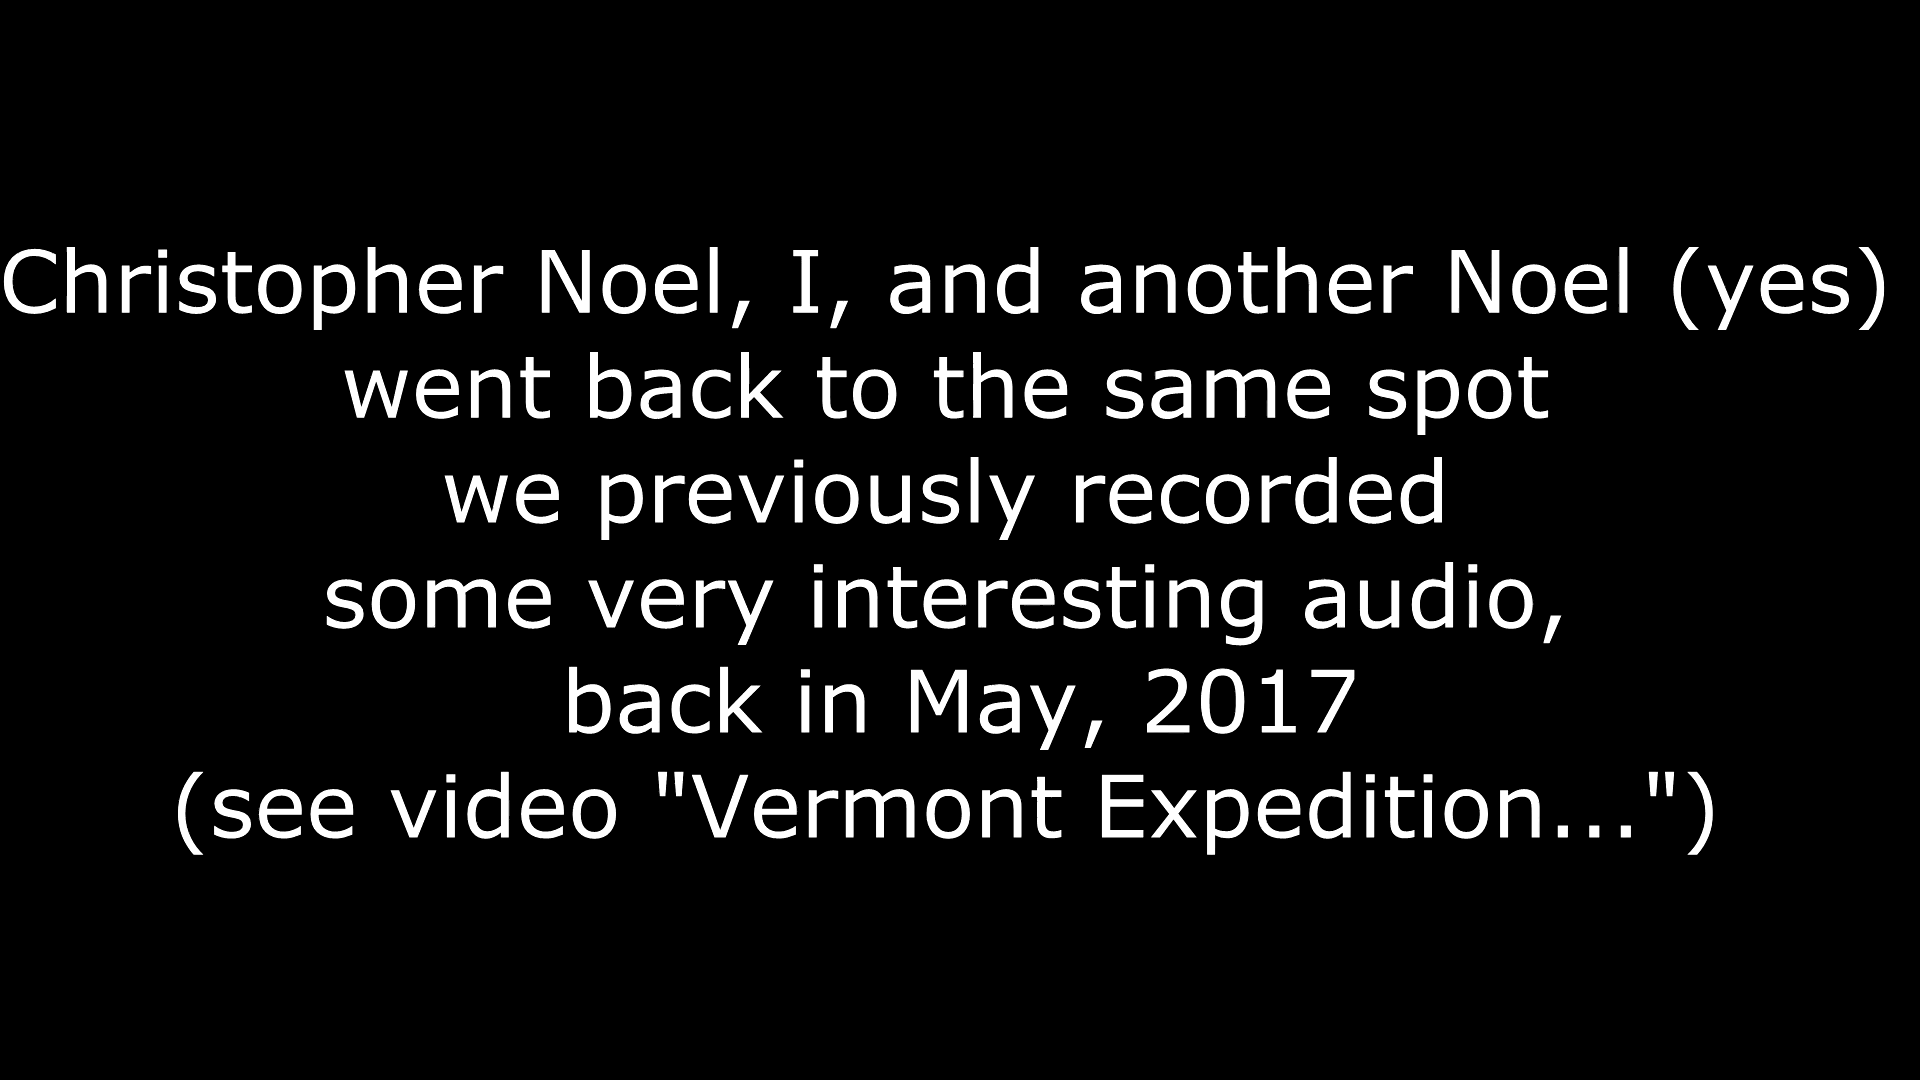 Christopher Noel, I, and another Noel (yes)
went back to the same spot
we previously recorded
some very interesting audio,
back in May, 2017
(see video "Vermont Expedition...")